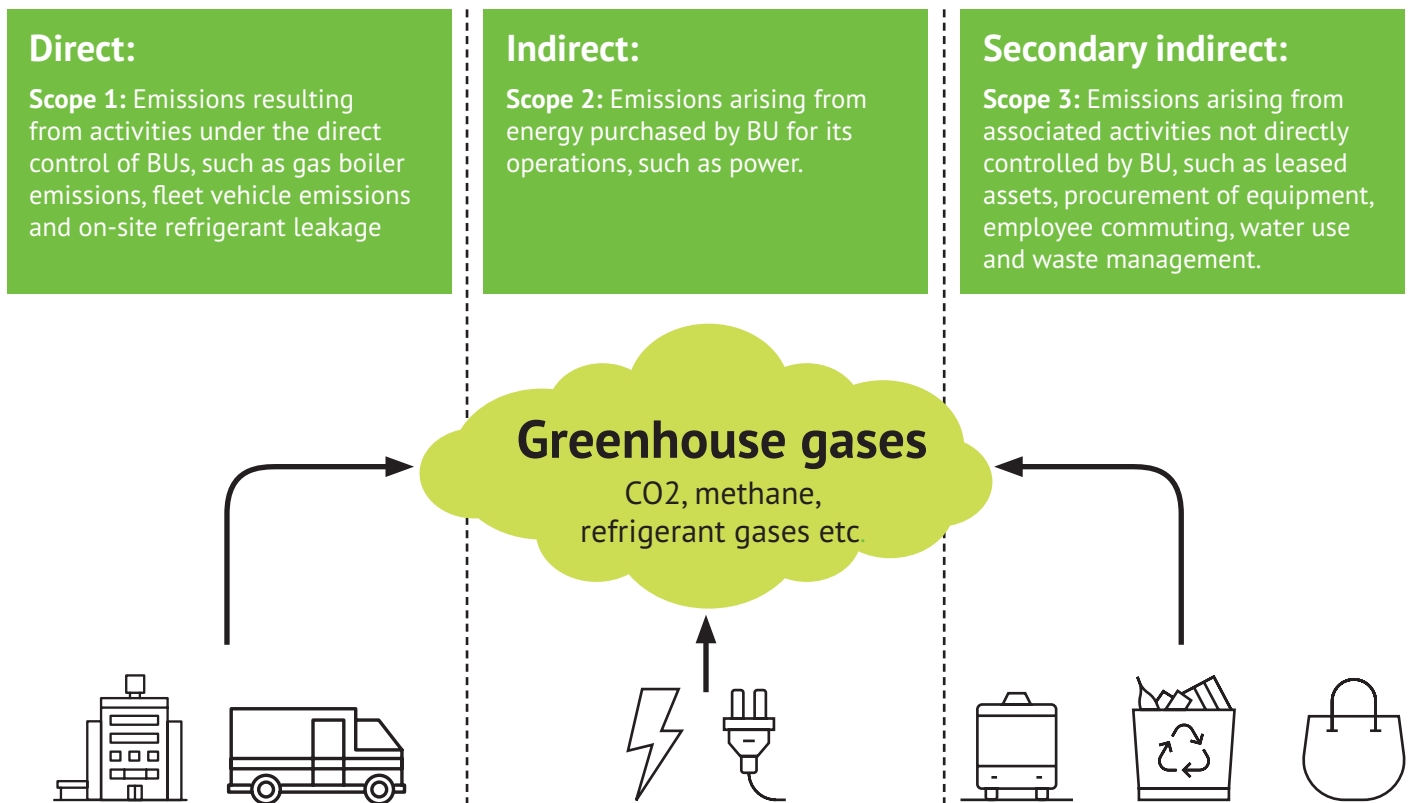 Direct:
Scope 1: Emissions resulting
from activities under the direct
control of BUs, such as gas boiler
emissions, fleet vehicle emissions
and on-site refrigerant leakage
Indirect:
Scope 2: Emissions arising from
energy purchased by BU for its
operations, such as power.
Secondary indirect:
Scope 3: Emissions arising from
associated activities not directly
controlled by BU, such as leased
assets, procurement of equipment,
employee commuting, water use
and waste management.
Greenhouse gases
CO2, methane,
refrigerant gases etc.